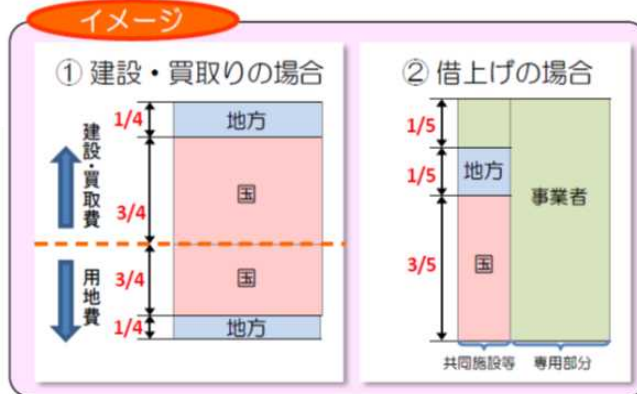 イメージ
① 建設・買取りの場合
1/4
地方
建設・買取費
3/4
国
3/4
国
用地費
1/4
地方
② 借上げの場合
1/5
1/5
地方
事業者
3/5
国
共同施設等
専用部分